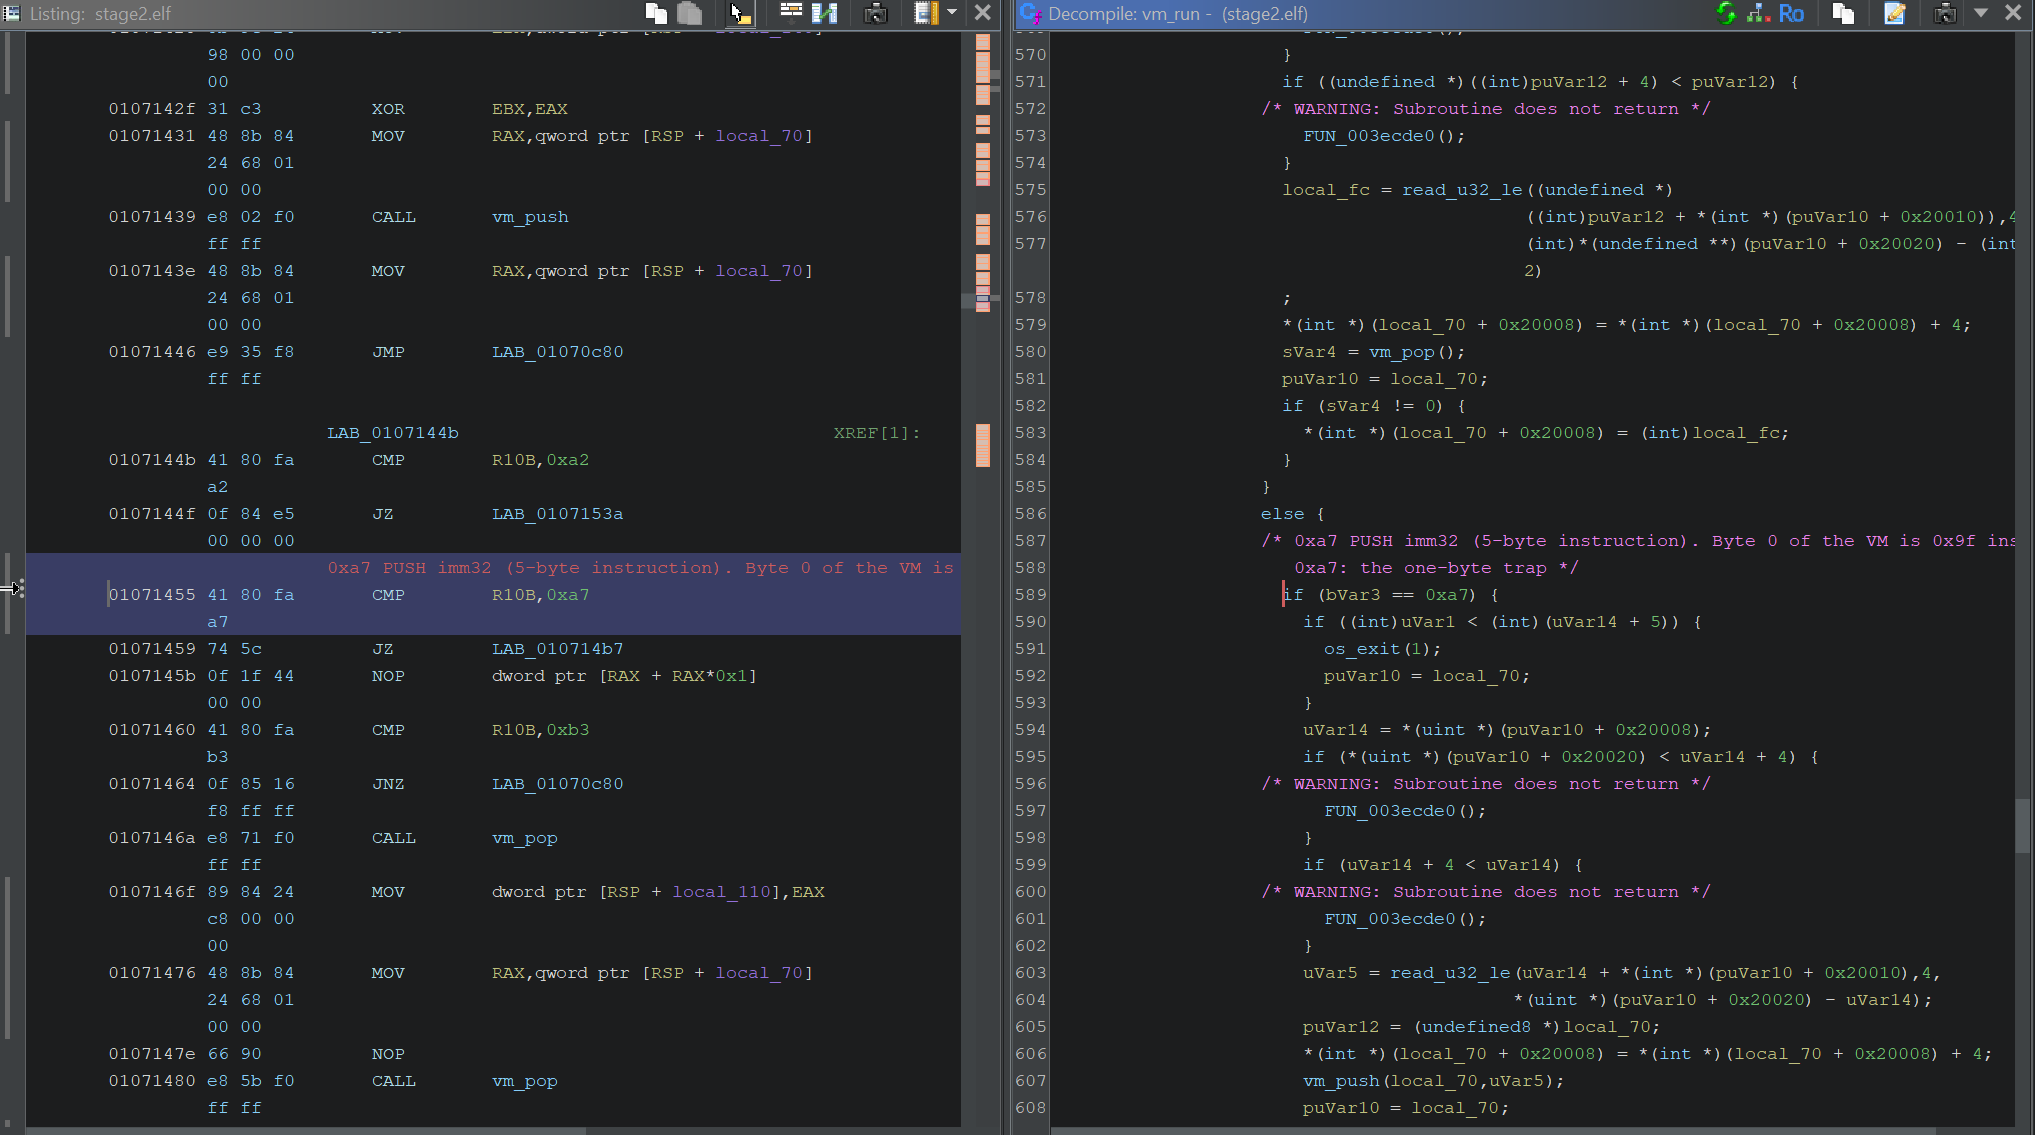 Listing: stage2.elf
98 00 00
00
0107142f 31 c3 XOR EBX,EAX
01071431 48 8b 84 MOV RAX,qword ptr [RSP + local_70]
24 68 01
00 00
01071439 e8 02 f0 CALL vm_push
ff ff
0107143e 48 8b 84 MOV RAX,qword ptr [RSP + local_70]
24 68 01
00 00
01071446 e9 35 f8 JMP LAB_01070c80
ff ff
LAB_0107144b XREF[1]:
0107144b 41 80 fa CMP R10B,0xa2
a2
0107144f 0f 84 e5 JZ LAB_0107153a
00 00 00
0xa7 PUSH imm32 (5-byte instruction). Byte 0 of the VM is
01071455 41 80 fa CMP R10B,0xa7
a7
01071459 74 5c JZ LAB_010714b7
0107145b 0f 1f 44 NOP dword ptr [RAX + RAX*0x1]
00 00
01071460 41 80 fa CMP R10B,0xb3
b3
01071464 0f 85 16 JNZ LAB_01070c80
f8 ff ff
0107146a e8 71 f0 CALL vm_pop
ff ff
0107146f 89 84 24 MOV dword ptr [RSP + local_110],EAX
c8 00 00
00
01071476 48 8b 84 MOV RAX,qword ptr [RSP + local_70]
24 68 01
00 00
0107147e 66 90 NOP
01071480 e8 5b f0 CALL vm_pop
ff ff
Decompile: vm_run - (stage2.elf)
Ro
570 }
571 if ((undefined *)((int)puVar12 + 4) < puVar12) {
572 /* WARNING: Subroutine does not return */
573 FUN_003ecde0();
574 }
575 local_fc = read_u32_le((undefined *)
576 ((int)puVar12 + *(int *)(puVar10 + 0x20010)),4
577 (int)*(undefined **)(puVar10 + 0x20020) - (int
2)
578 ;
579 *(int *)(local_70 + 0x20008) = *(int *)(local_70 + 0x20008) + 4;
580 sVar4 = vm_pop();
581 puVar10 = local_70;
582 if (sVar4 != 0) {
583 *(int *)(local_70 + 0x20008) = (int)local_fc;
584 }
585 }
586 else {
587 /* 0xa7 PUSH imm32 (5-byte instruction). Byte 0 of the VM is 0x9f ins
588 0xa7: the one-byte trap */
589 if (bVar3 == 0xa7) {
590 if ((int)uVar1 < (int)(uVar14 + 5)) {
591 os_exit(1);
592 puVar10 = local_70;
593 }
594 uVar14 = *(uint *)(puVar10 + 0x20008);
595 if (*(uint *)(puVar10 + 0x20020) < uVar14 + 4) {
596 /* WARNING: Subroutine does not return */
597 FUN_003ecde0();
598 }
599 if (uVar14 + 4 < uVar14) {
600 /* WARNING: Subroutine does not return */
601 FUN_003ecde0();
602 }
603 uVar5 = read_u32_le(uVar14 + *(int *)(puVar10 + 0x20010),4,
604 *(uint *)(puVar10 + 0x20020) - uVar14);
605 puVar12 = (undefined8 *)local_70;
606 *(int *)(local_70 + 0x20008) = *(int *)(local_70 + 0x20008) + 4;
607 vm_push(local_70,uVar5);
608 puVar10 = local_70;